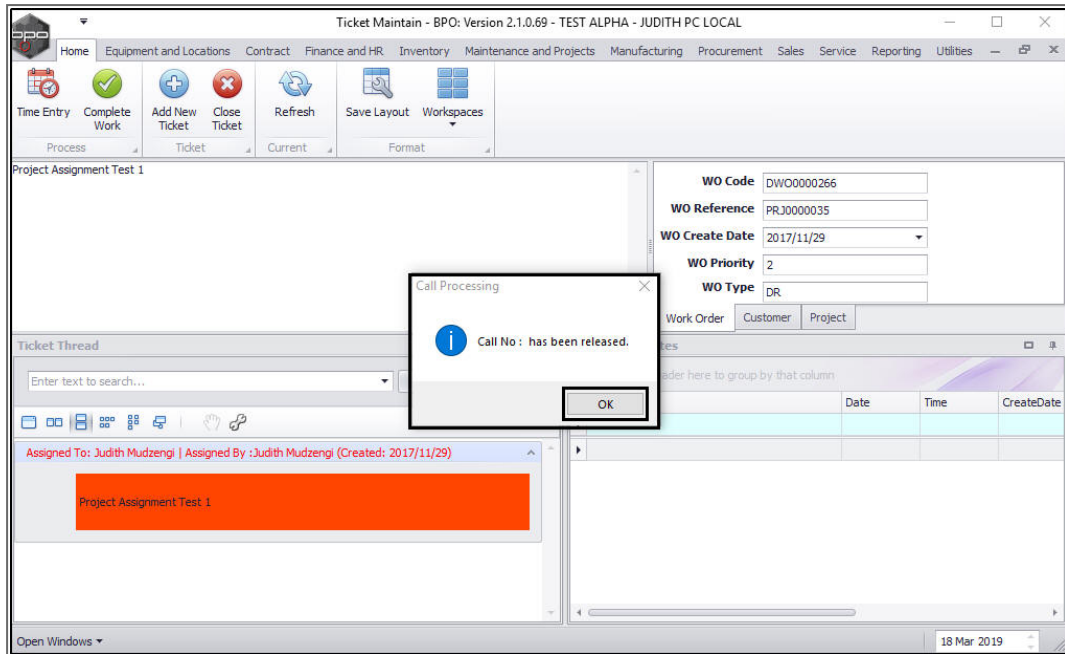 Ticket Maintain - BPO: Version 2.1.0.69 - TEST ALPHA - JUDITH PC LOCAL
bpo
Home Equipment and Locations Contract Finance and HR Inventory Maintenance and Projects Manufacturing Procurement Sales Service Reporting Utilities
Time Entry Complete Work Add New Ticket Close Ticket Refresh Save Layout Workspaces
Process Ticket Current Format
Project Assignment Test 1
WO Code DWO0000266
WO Reference PRJ0000035
WO Create Date 2017/11/29
WO Priority 2
WO Type DR
Work Order Customer Project
Call Processing
Call No : has been released.
OK
Ticket Thread
Enter text to search...
here to group by that column
Date Time CreateDate
Assigned To: Judith Mudzengi | Assigned By :Judith Mudzengi (Created: 2017/11/29)
Project Assignment Test 1
Open Windows
18 Mar 2019